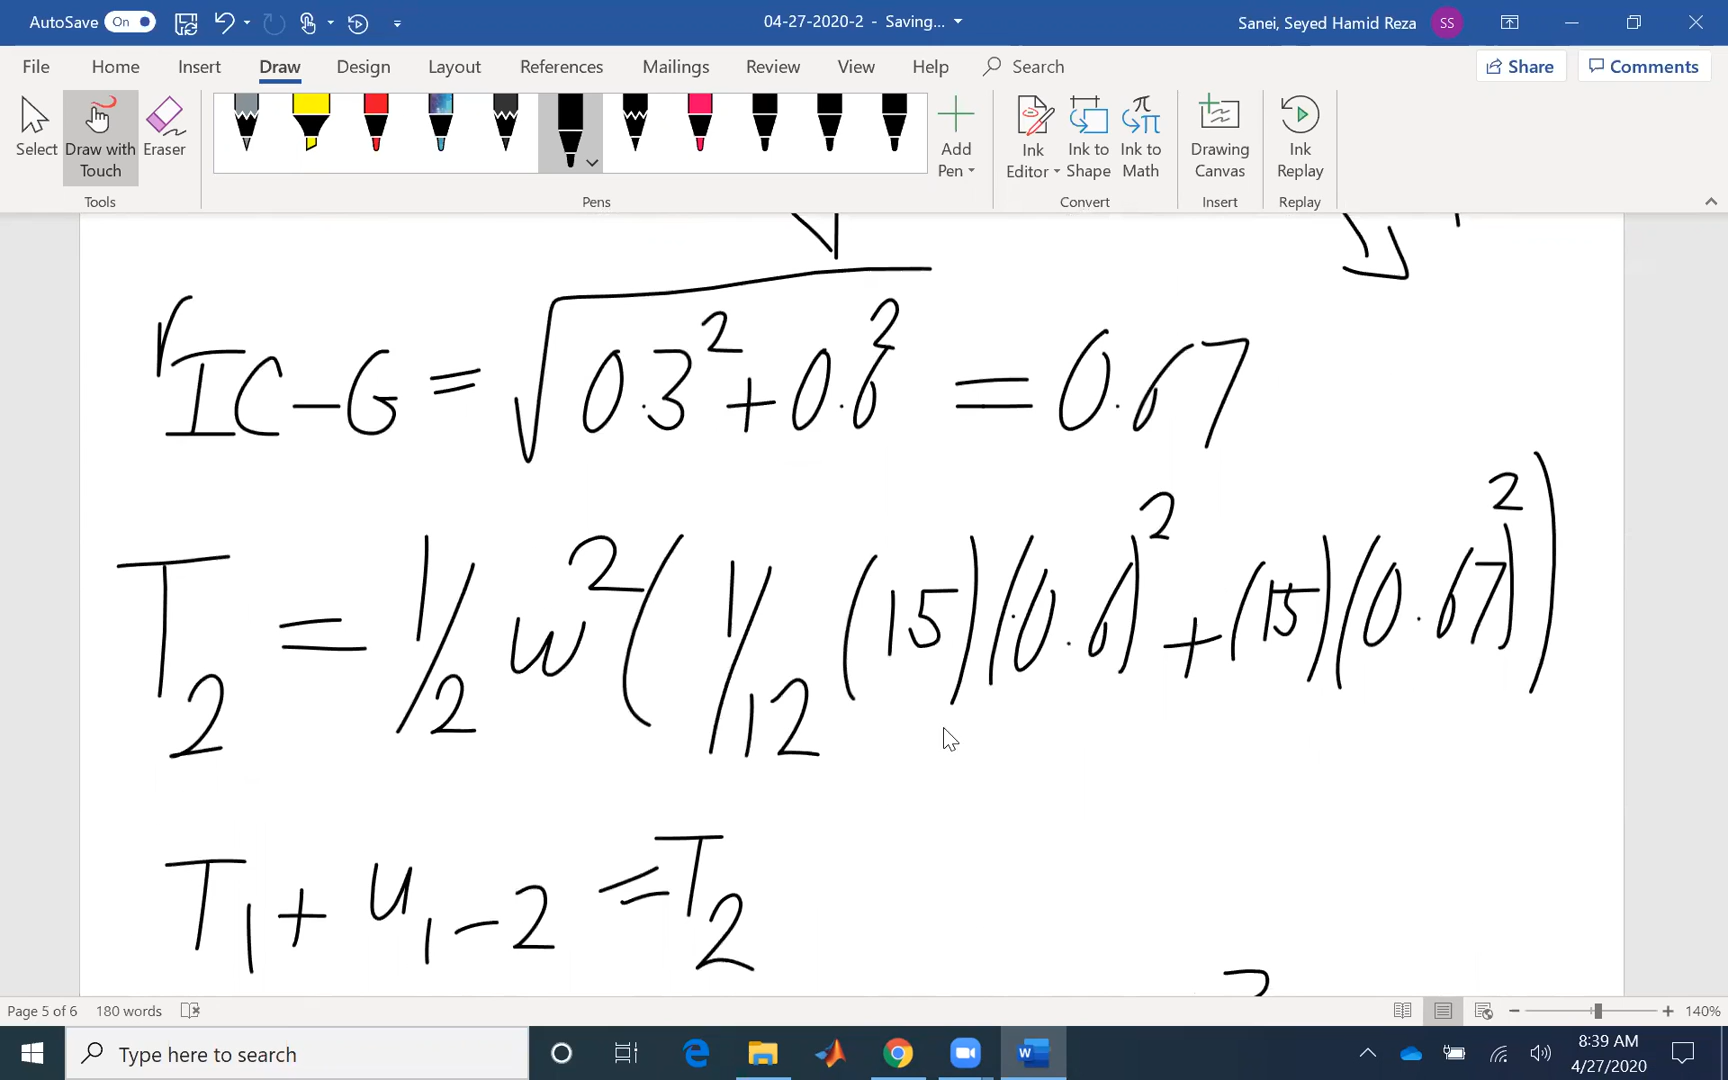 AutoSave On 04-27-2020-2 - Saving... Sanei, Seyed Hamid Reza SS
File Home Insert Draw Design Layout References Mailings Review View Help Search Share Comments
Select Draw with Touch Eraser Add Pen Ink Editor Ink to Shape Ink to Math Drawing Canvas Ink Replay
Tools Pens Convert Insert Replay
r IC-G = √(0.3² + 0.6²) = 0.67
T₂ = 1/2 w² (1/12 (15)(0.6)² + (15)(0.67)²)
T₁ + U₁₋₂ = T₂
Page 5 of 6 180 words 140%
Type here to search 8:39 AM
4/27/2020